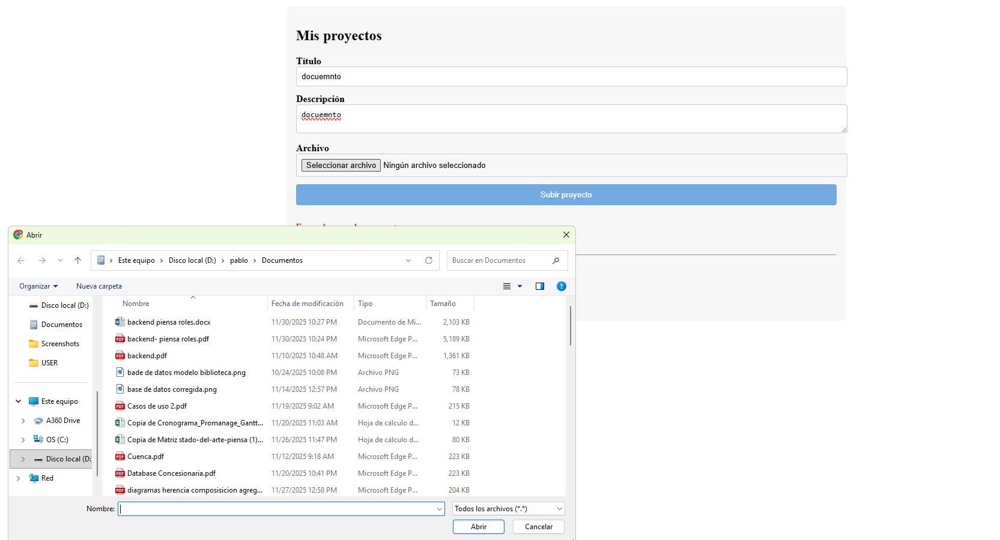 Mis proyectos
Título
docuemnto
Descripción
docuemnto
Archivo
Seleccionar archivo Ningún archivo seleccionado
Subir proyecto
Abrir
Este equipo > Disco local (D:) > pablo > Documentos
Buscar en Documentos
Organizar Nueva carpeta
Disco local (D:)
Documentos
Screenshots
USER
Este equipo
A360 Drive
OS (C:)
Disco local (D:
Red
Nombre Fecha de modificación Tipo Tamaño
backend piensa roles.docx 11/30/2025 10:27 PM Documento de Mi... 2,103 KB
backend- piensa roles.pdf 11/30/2025 10:24 PM Microsoft Edge P... 5,189 KB
backend.pdf 11/10/2025 10:48 AM Microsoft Edge P... 1,361 KB
bade de datos modelo biblioteca.png 10/24/2025 10:08 PM Archivo PNG 73 KB
base de datos corregida.png 11/14/2025 12:57 PM Archivo PNG 78 KB
Casos de uso 2.pdf 11/19/2025 9:02 AM Microsoft Edge P... 215 KB
Copia de Cronograma_Promanage_Gantt... 11/20/2025 11:03 AM Hoja de cálculo d... 12 KB
Copia de Matriz stado-del-arte-piensa (1)... 11/26/2025 11:47 PM Hoja de cálculo d... 80 KB
Cuenca.pdf 11/12/2025 9:18 AM Microsoft Edge P... 223 KB
Database Concesionaria.pdf 11/20/2025 10:41 PM Microsoft Edge P... 223 KB
diagramas herencia composisicion agreg... 11/27/2025 12:58 PM Microsoft Edge P... 204 KB
Nombre:
Todos los archivos (*.*)
Abrir Cancelar